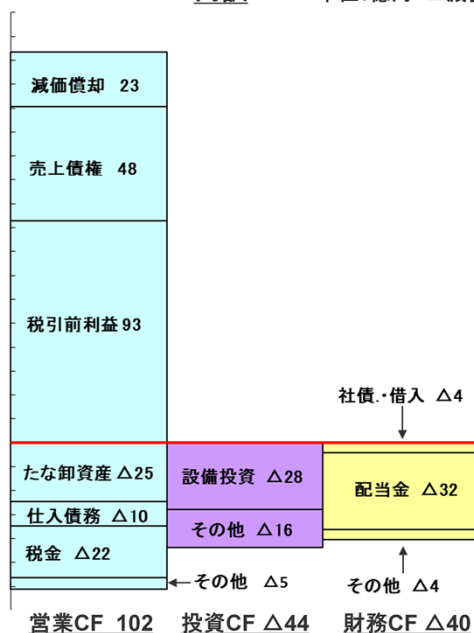 減価償却 23
売上債権 48
税引前利益 93
社債.・借入 △4
たな卸資産 △25
設備投資 △28
配当金 △32
仕入債務 △10
その他 △16
税金 △22
その他 △5
その他 △4
営業CF 102 投資CF △44 財務CF △40